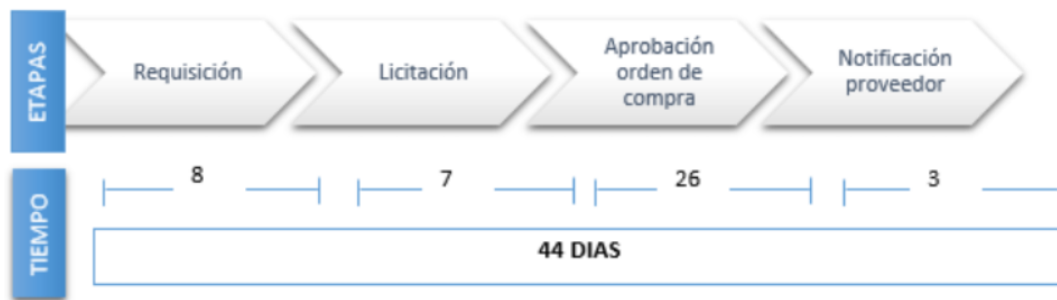 ETAPAS
Requisición
Licitación
Aprobación
orden de
compra
Notificación
proveedor
TIEMPO
8
7
26
3
44 DIAS